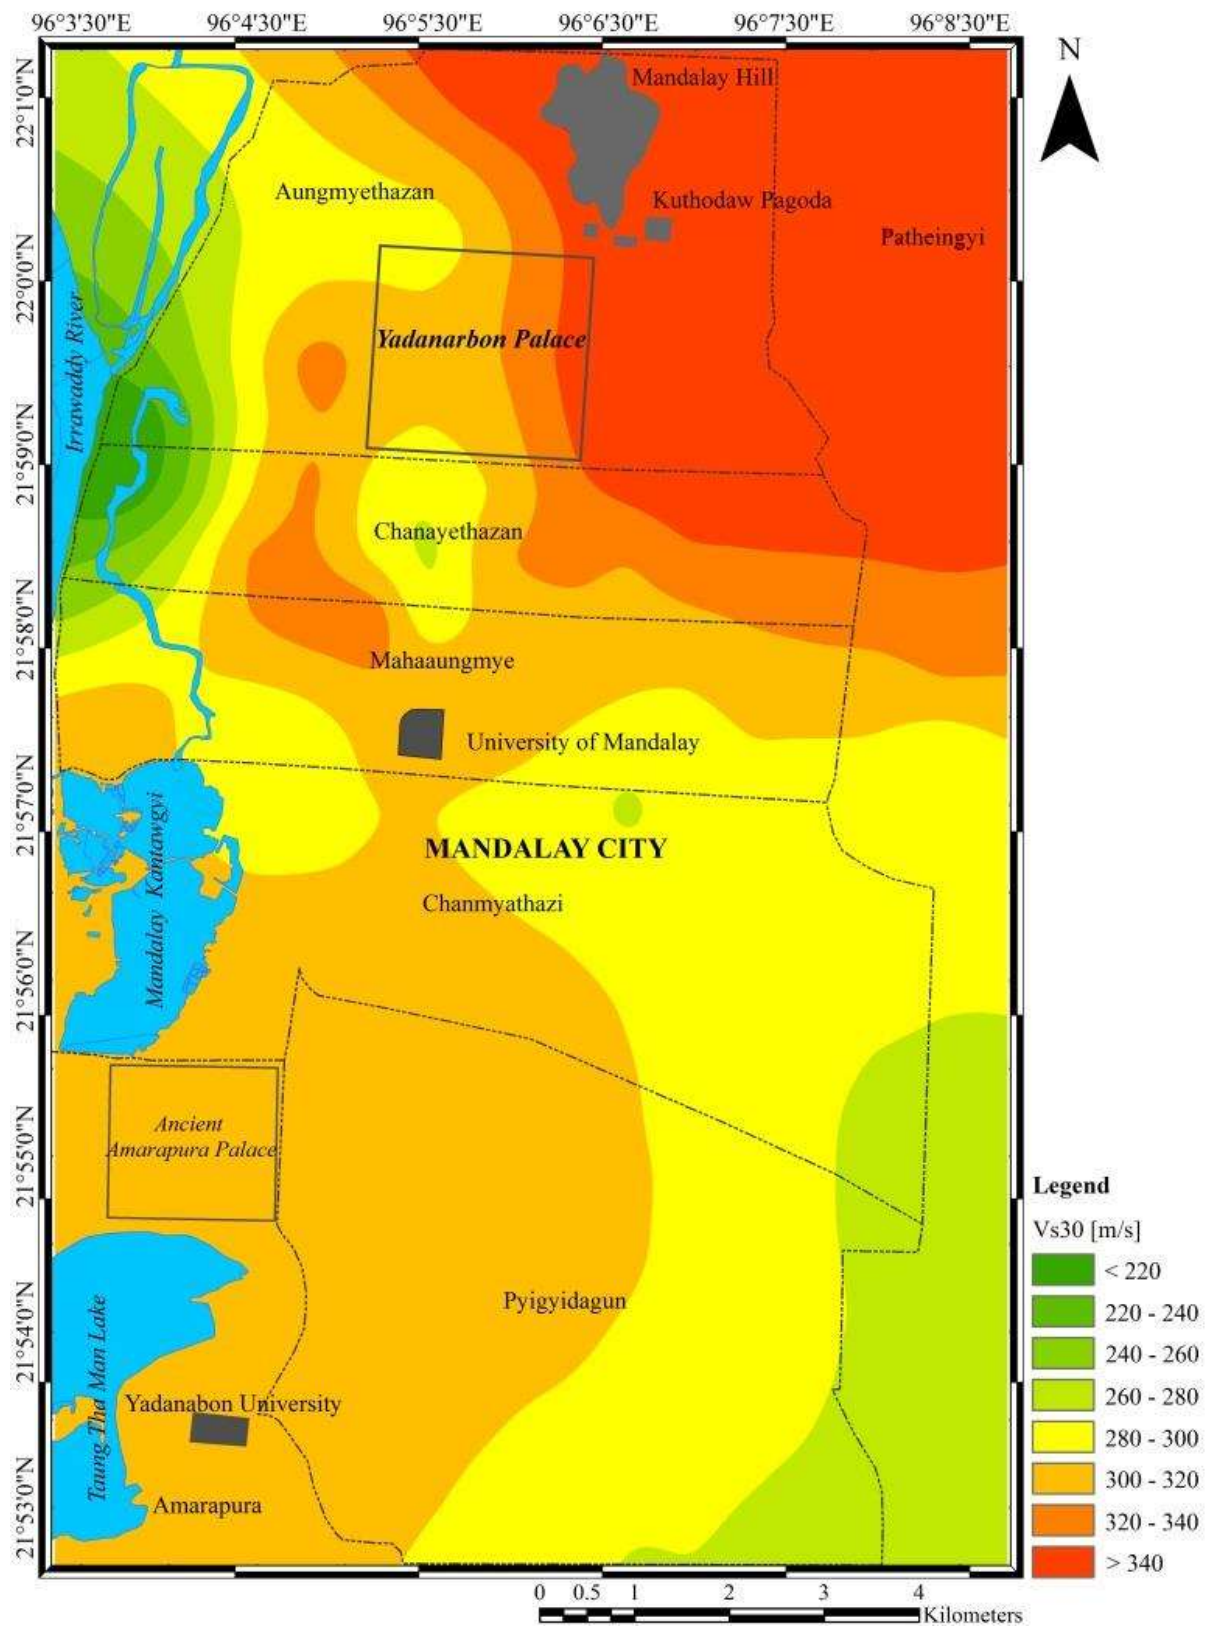 96°3'30"E 96°4'30"E 96°5'30"E 96°6'30"E 96°7'30"E 96°8'30"E
N
22°1'0"N
Mandalay Hill
Aungmyethazan
Kuthodaw Pagoda
Patheingyi
22°0'0"N
Irrawaddy River
Yadanarbon Palace
21°59'0"N
Chanayethazan
21°58'0"N
Mahaaungmye
University of Mandalay
21°57'0"N
Mandalay Kantawgyi
MANDALAY CITY
Chanmyathazi
21°56'0"N
Ancient
Amarapura Palace
21°55'0"N
Pyigyidagun
21°54'0"N
Taung Tha Man Lake
Yadanabon University
21°53'0"N
Amarapura
Legend
Vs30 [m/s]
< 220
220 - 240
240 - 260
260 - 280
280 - 300
300 - 320
320 - 340
> 340
0 0.5 1 2 3 4
Kilometers